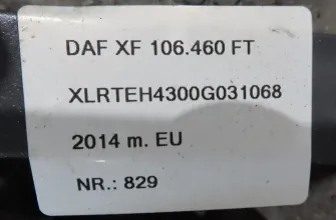 DAF XF 106.460 FT
XLRTEH4300G031068
2014 m. EU
NR.: 829